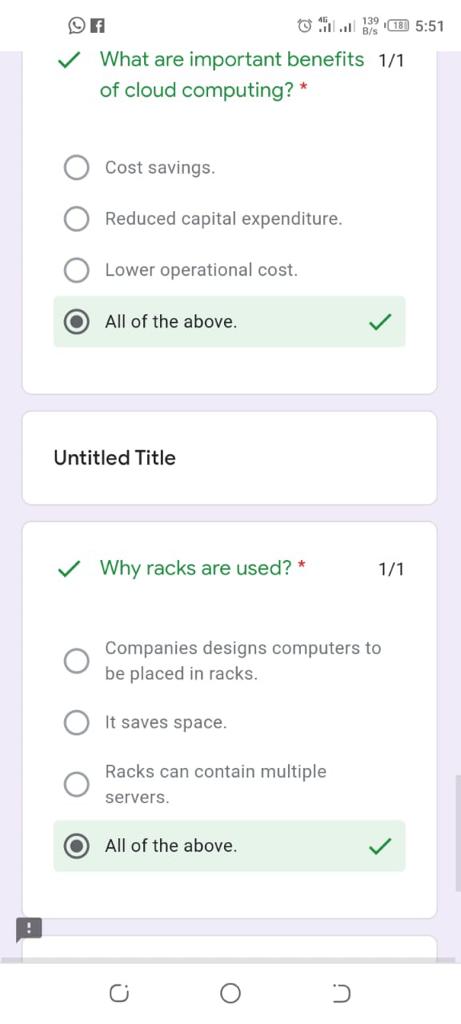 4G 139 B/s 18 5:51
What are important benefits 1/1
of cloud computing? *
Cost savings.
Reduced capital expenditure.
Lower operational cost.
All of the above.
Untitled Title
Why racks are used? * 1/1
Companies designs computers to
be placed in racks.
It saves space.
Racks can contain multiple
servers.
All of the above.